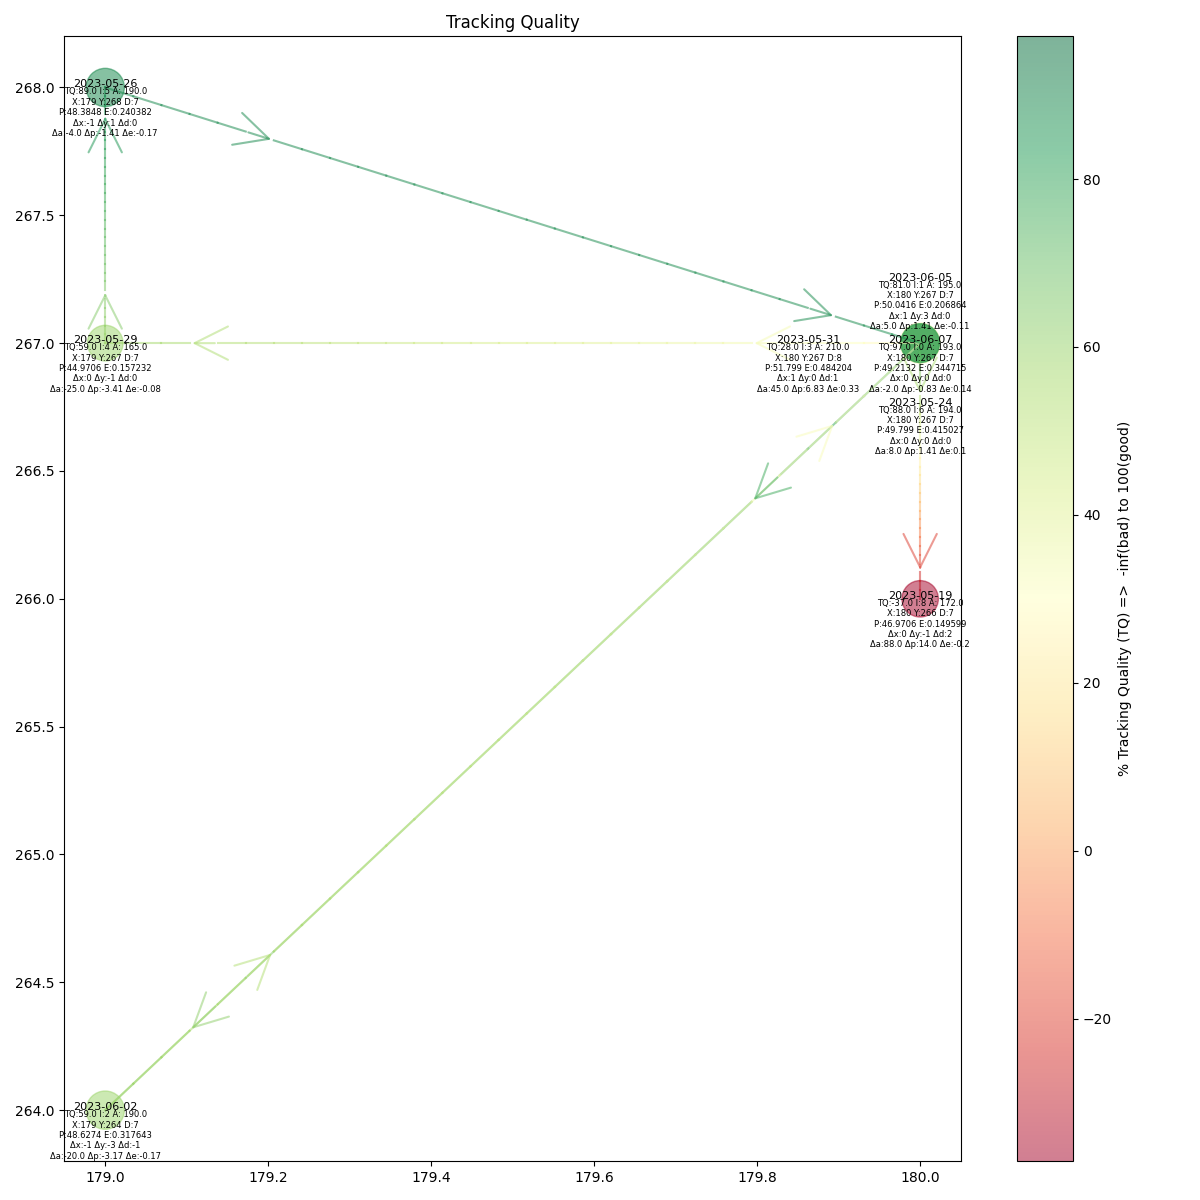 Tracking Quality
268.0
267.5
267.0
266.5
266.0
265.5
265.0
264.5
264.0
179.0
179.2
179.4
179.6
179.8
180.0
2023-05-26
TQ:89.0 I:5 A: 190.0
X:179 Y:268 D:7
P:48.3848 E:0.240382
Δx:-1 Δy:1 Δd:0
Δa:-4.0 Δp:-1.41 Δe:-0.17
2023-06-05
TQ:81.0 I:1 A: 195.0
X:180 Y:267 D:7
P:50.0416 E:0.206864
Δx:1 Δy:3 Δd:0
Δa:5.0 Δp:1.41 Δe:-0.11
2023-05-29
TQ:59.0 I:4 A: 165.0
X:179 Y:267 D:7
P:44.9706 E:0.157232
Δx:0 Δy:-1 Δd:0
Δa:-25.0 Δp:-3.41 Δe:-0.08
2023-05-31
TQ:28.0 I:3 A: 210.0
X:180 Y:267 D:8
P:51.799 E:0.484204
Δx:1 Δy:0 Δd:1
Δa:45.0 Δp:6.83 Δe:0.33
2023-06-07
TQ:97.0 I:0 A: 193.0
X:180 Y:267 D:7
P:49.2132 E:0.344715
Δx:0 Δy:0 Δd:0
Δa:-2.0 Δp:-0.83 Δe:0.14
2023-05-24
TQ:88.0 I:6 A: 194.0
X:180 Y:267 D:7
P:49.799 E:0.415027
Δx:0 Δy:0 Δd:0
Δa:8.0 Δp:1.41 Δe:0.1
2023-05-19
TQ:-37.0 I:8 A: 172.0
X:180 Y:266 D:7
P:46.9706 E:0.149599
Δx:0 Δy:-1 Δd:2
Δa:88.0 Δp:14.0 Δe:-0.2
2023-06-02
TQ:59.0 I:2 A: 190.0
X:179 Y:264 D:7
P:48.6274 E:0.317643
Δx:-1 Δy:-3 Δd:-1
Δa:-20.0 Δp:-3.17 Δe:-0.17
80
60
40
20
0
−20
% Tracking Quality (TQ) => -inf(bad) to 100(good)